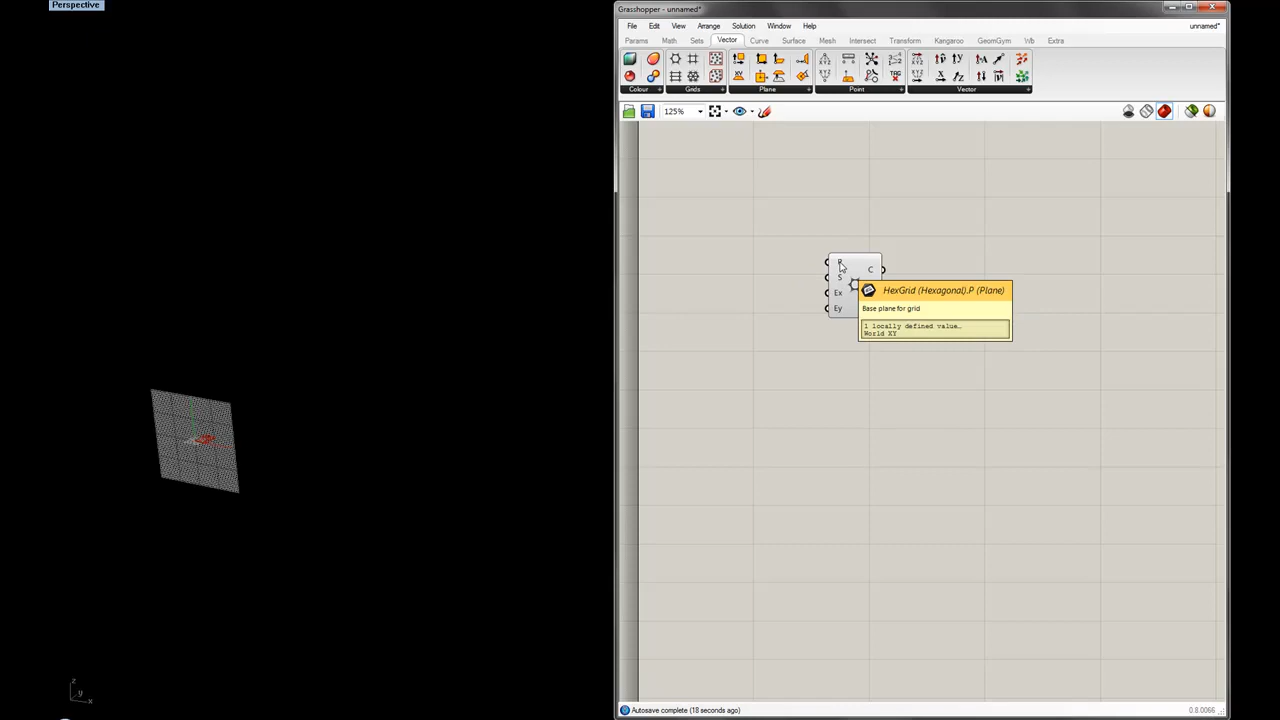 Perspective
Grasshopper - unnamed*
File Edit View Arrange Solution Window Help
unnamed*
Params Math Sets Vector Curve Surface Mesh Intersect Transform Kangaroo GeomGym Wb Extra
Colour Grids Plane Point Vector
125%
P
S
Ex
Ey
C
HexGrid (Hexagonal).P (Plane)
Base plane for grid
1 locally defined value…
World XY
z
y
x
Autosave complete (18 seconds ago)
0.8.0066